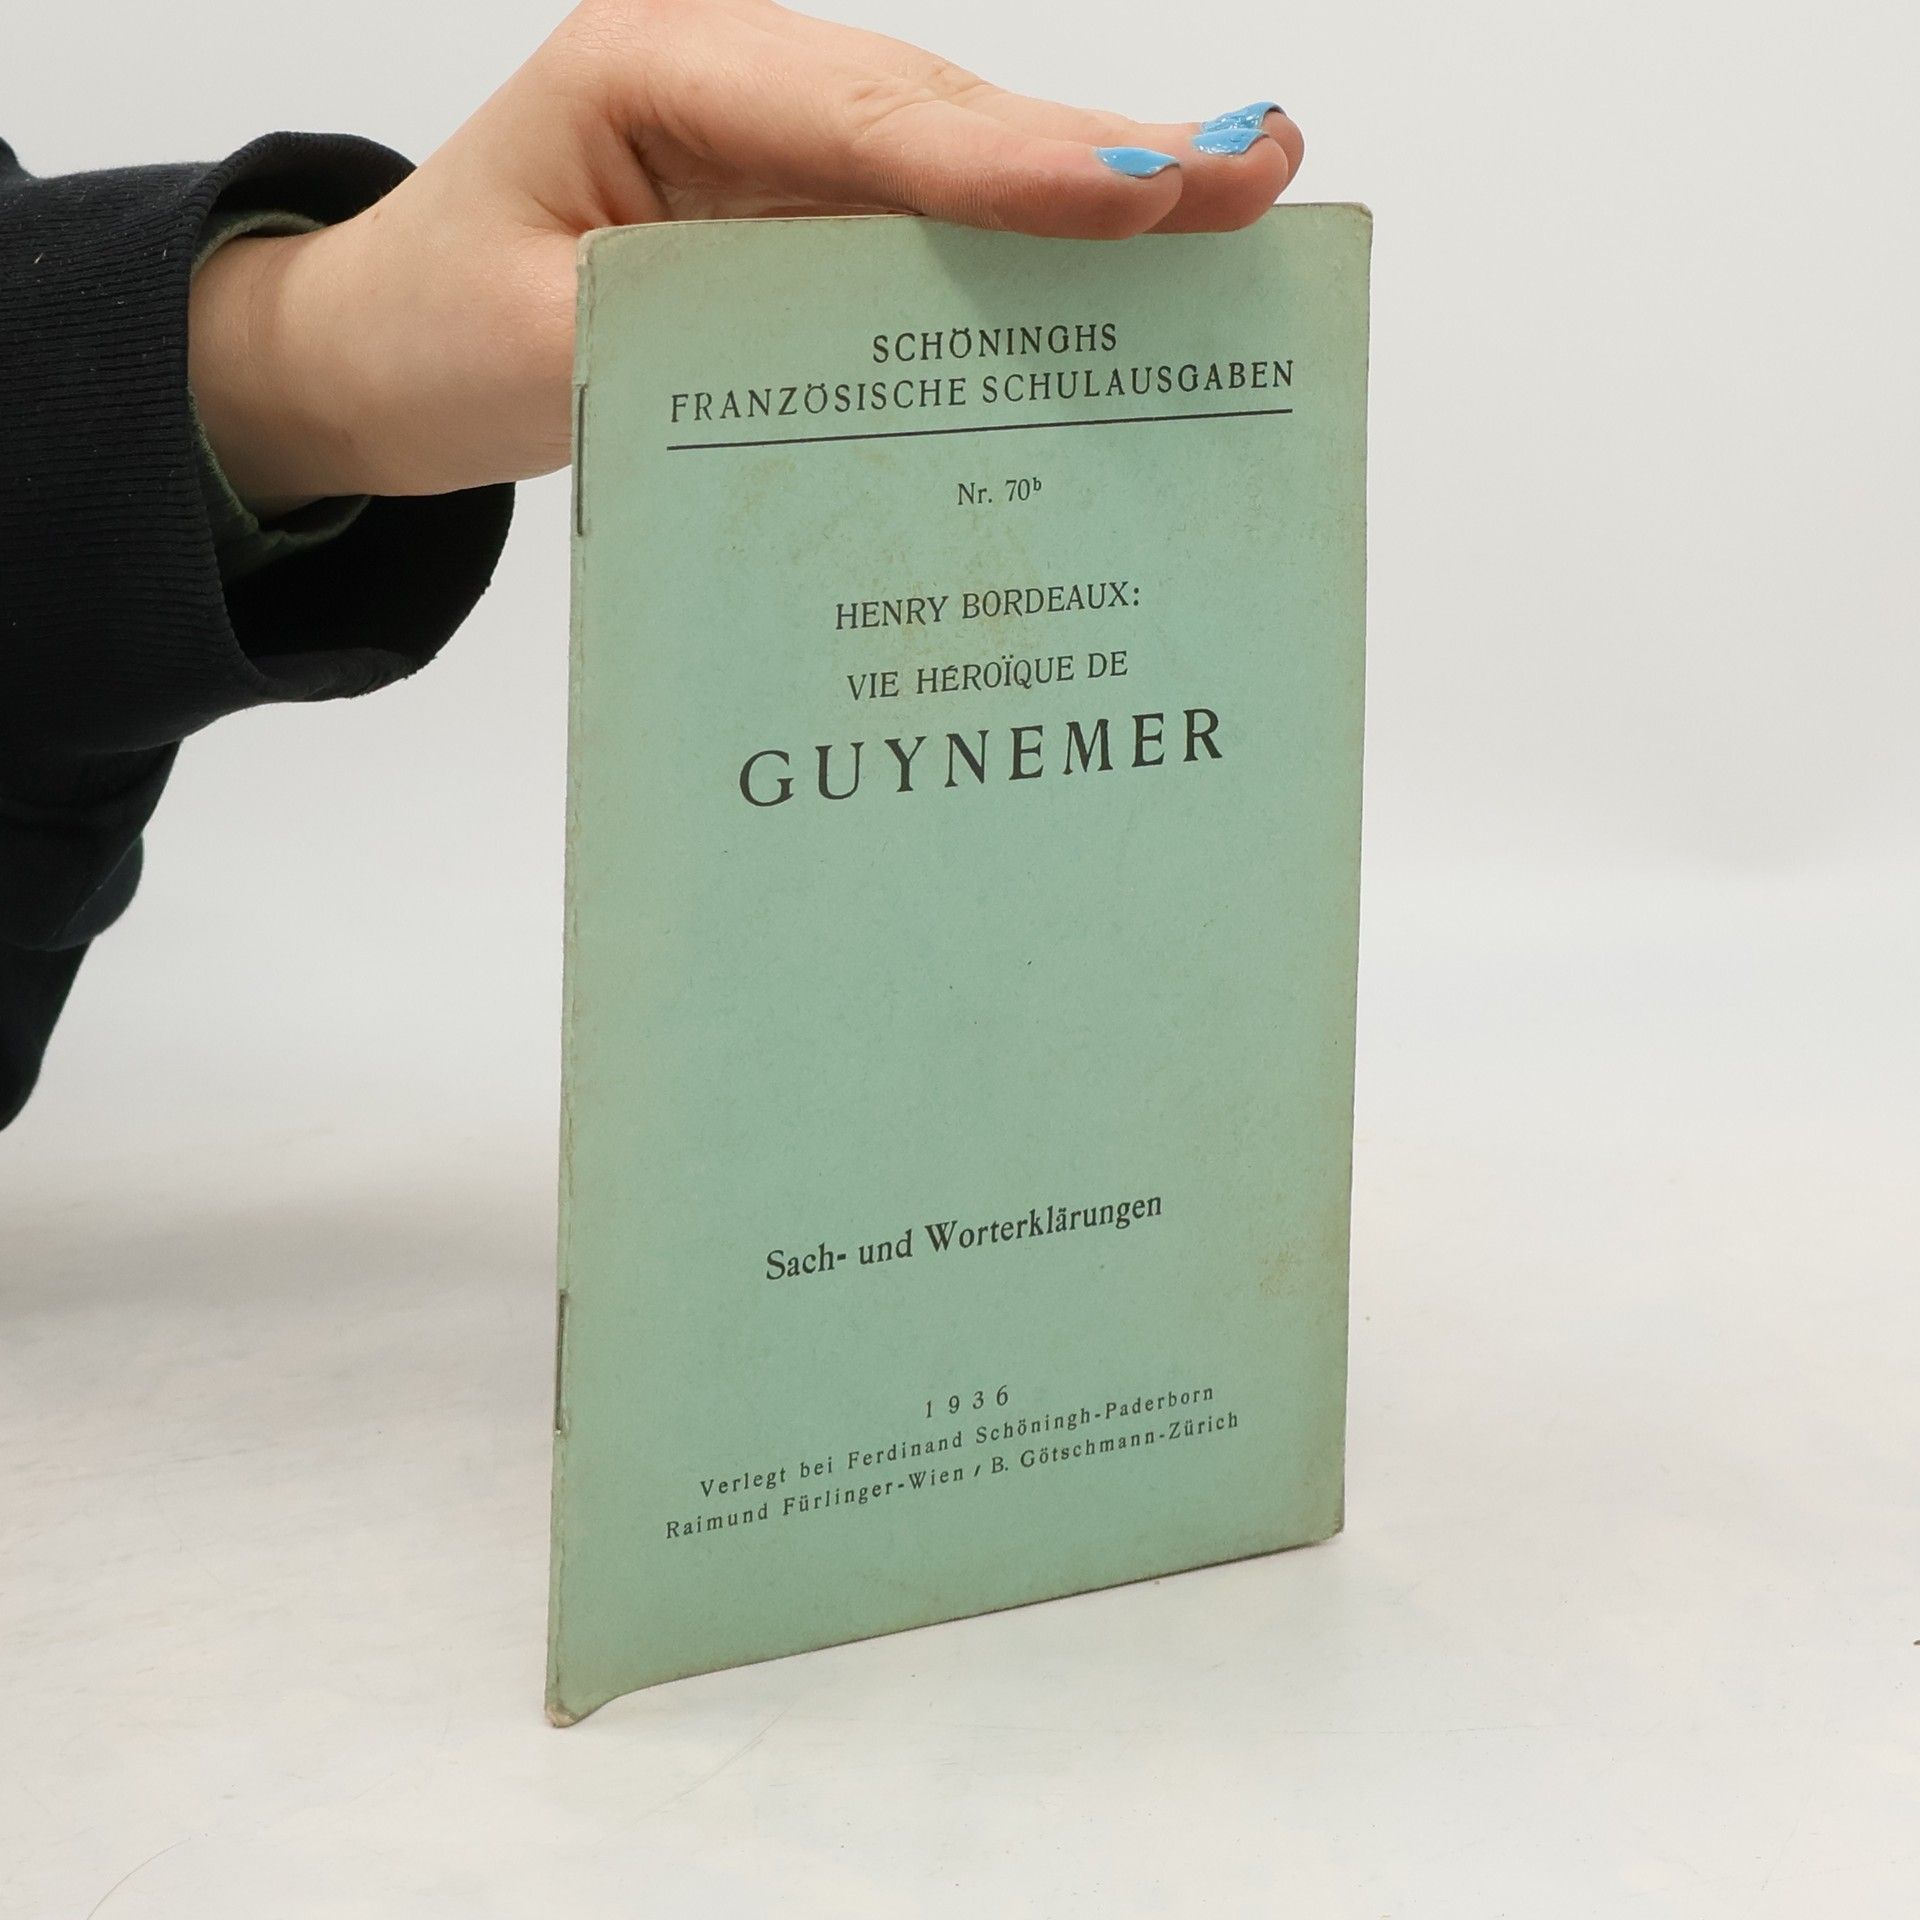 SCHÖNINGHS
FRANZÖSISCHE SCHULAUSGABEN
Nr. 70ᵇ
HENRY BORDEAUX:
VIE HÉROÏQUE DE
GUYNEMER
Sach- und Worterklärungen
1936
Verlegt bei Ferdinand Schöningh-Paderborn
Raimund Fürlinger-Wien / B. Götschmann-Zürich